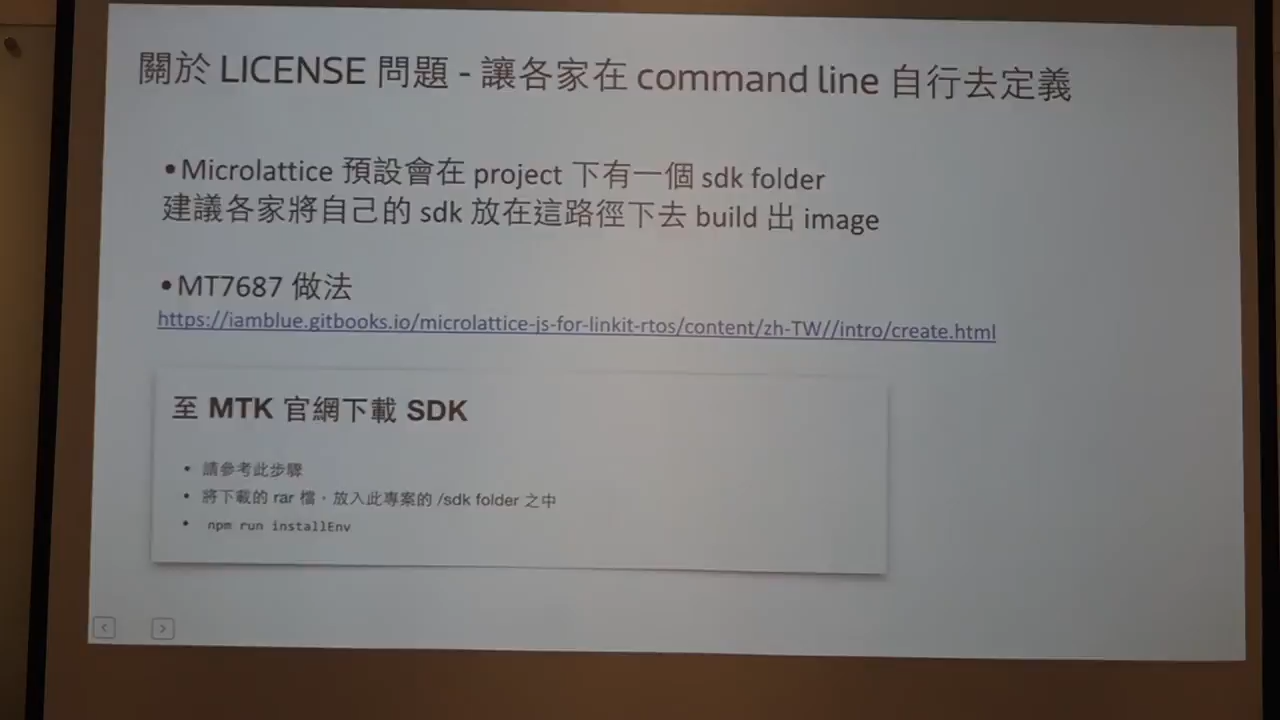 關於 LICENSE 問題 - 讓各家在 command line 自行去定義
•Microlattice 預設會在 project 下有一個 sdk folder
建議各家將自己的 sdk 放在這路徑下去 build 出 image
•MT7687 做法
https://iamblue.gitbooks.io/microlattice-js-for-linkit-rtos/content/zh-TW//intro/create.html
至 MTK 官網下載 SDK
• 請參考此步驟
• 將下載的 rar 檔，放入此專案的 /sdk folder 之中
• npm run installEnv